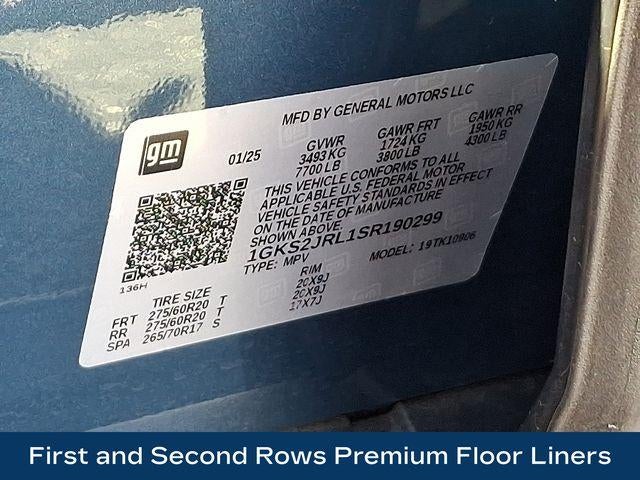 MFD BY GENERAL MOTORS LLC
gm
01/25
GVWR GAWR FRT GAWR RR
3493 KG 1724 KG 1950 KG
7700 LB 3800 LB 4300 LB
THIS VEHICLE CONFORMS TO ALL
APPLICABLE U.S. FEDERAL MOTOR
VEHICLE SAFETY STANDARDS IN EFFECT
ON THE DATE OF MANUFACTURE
SHOWN ABOVE.
1GKS2JRL1SR190299
TYPE: MPV MODEL: 19TK10906
136H
TIRE SIZE RIM
FRT 275/60R20 T 20X9J
RR 275/60R20 T 20X9J
SPA 265/70R17 S 17X7J
First and Second Rows Premium Floor Liners